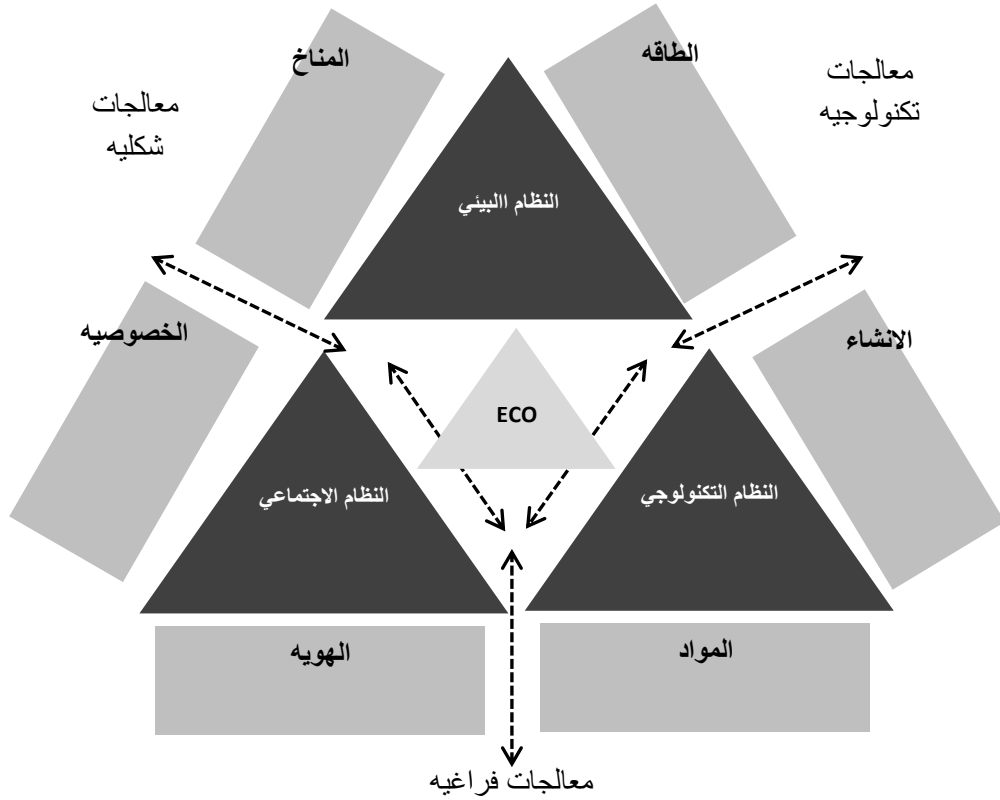 المناخ
الطاقه
معالجات
تكنولوجيه
معالجات
شكليه
النظام االبيئي
الخصوصيه
الانشاء
ECO
النظام الاجتماعي
النظام التكنولوجي
الهويه
المواد
معالجات فراغيه